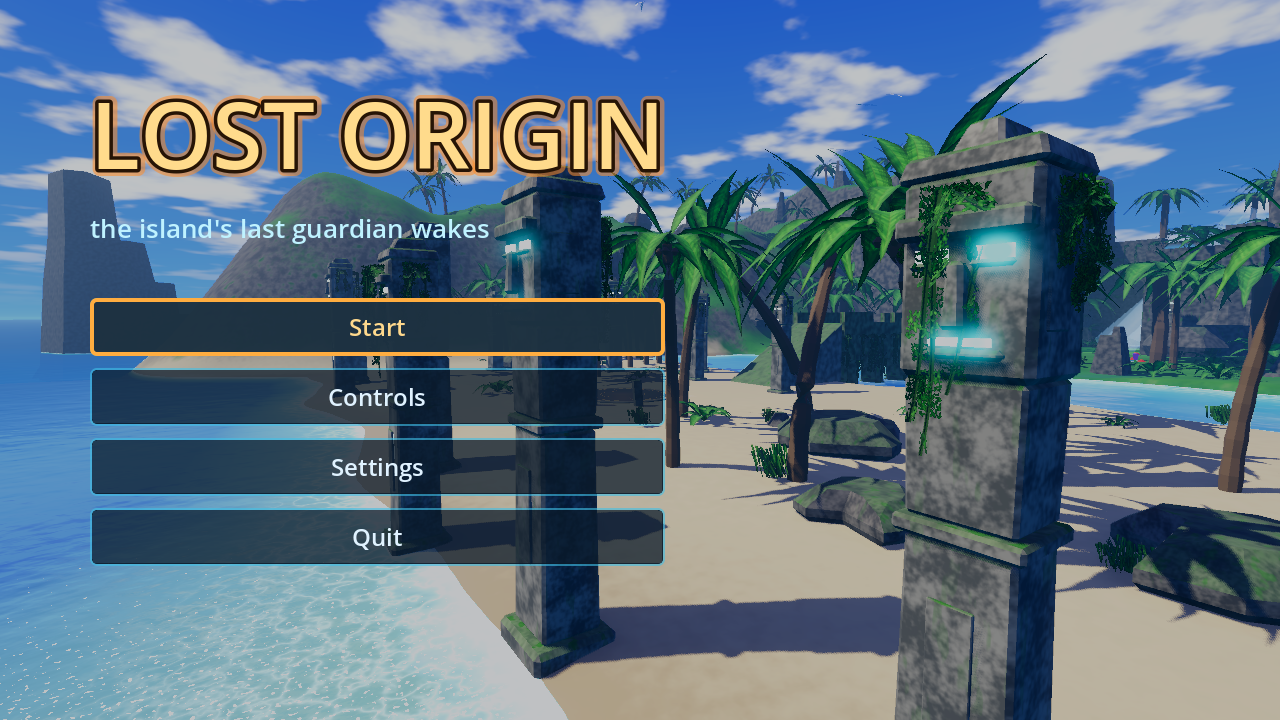 LOST ORIGIN
the island's last guardian wakes
Start
Controls
Settings
Quit